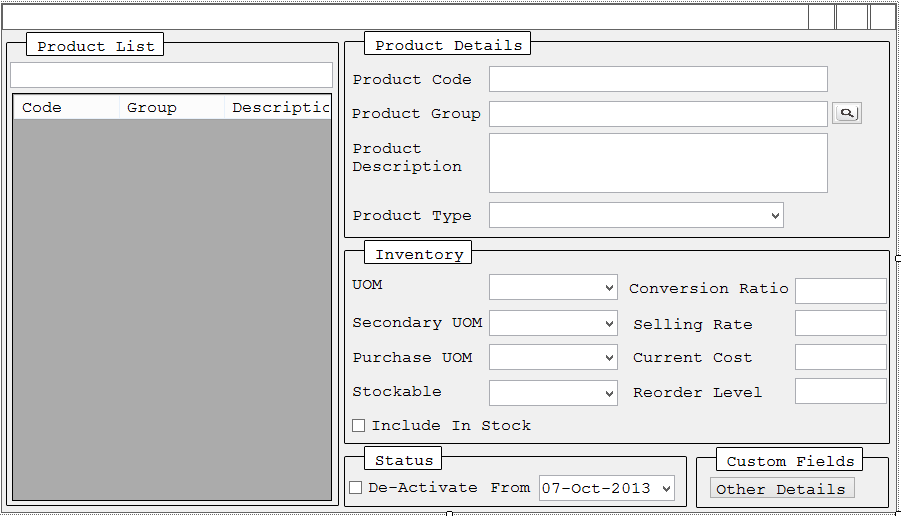 Product List
Code Group Descriptic
Product Details
Product Code
Product Group
Product
Description
Product Type
Inventory
UOM Conversion Ratio
Secondary UOM Selling Rate
Purchase UOM Current Cost
Stockable Reorder Level
Include In Stock
Status
De-Activate From 07-Oct-2013
Custom Fields
Other Details